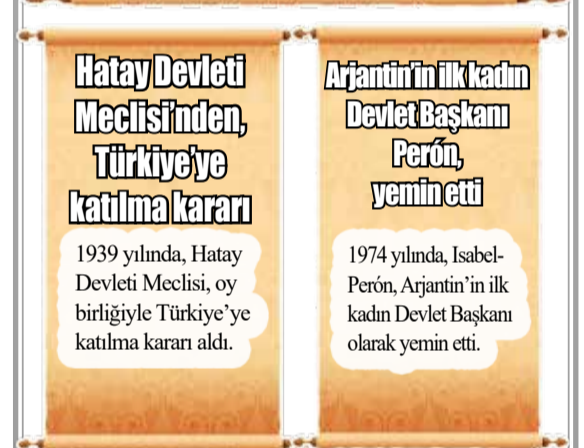 Hatay Devleti
Meclisi’nden,
Türkiye’ye
katılma kararı
1939 yılında, Hatay
Devleti Meclisi, oy
birliğiyle Türkiye’ye
katılma kararı aldı.
Arjantin’in ilk kadın
Devlet Başkanı
Perón,
yemin etti
1974 yılında, Isabel-
Perón, Arjantin’in ilk
kadın Devlet Başkanı
olarak yemin etti.